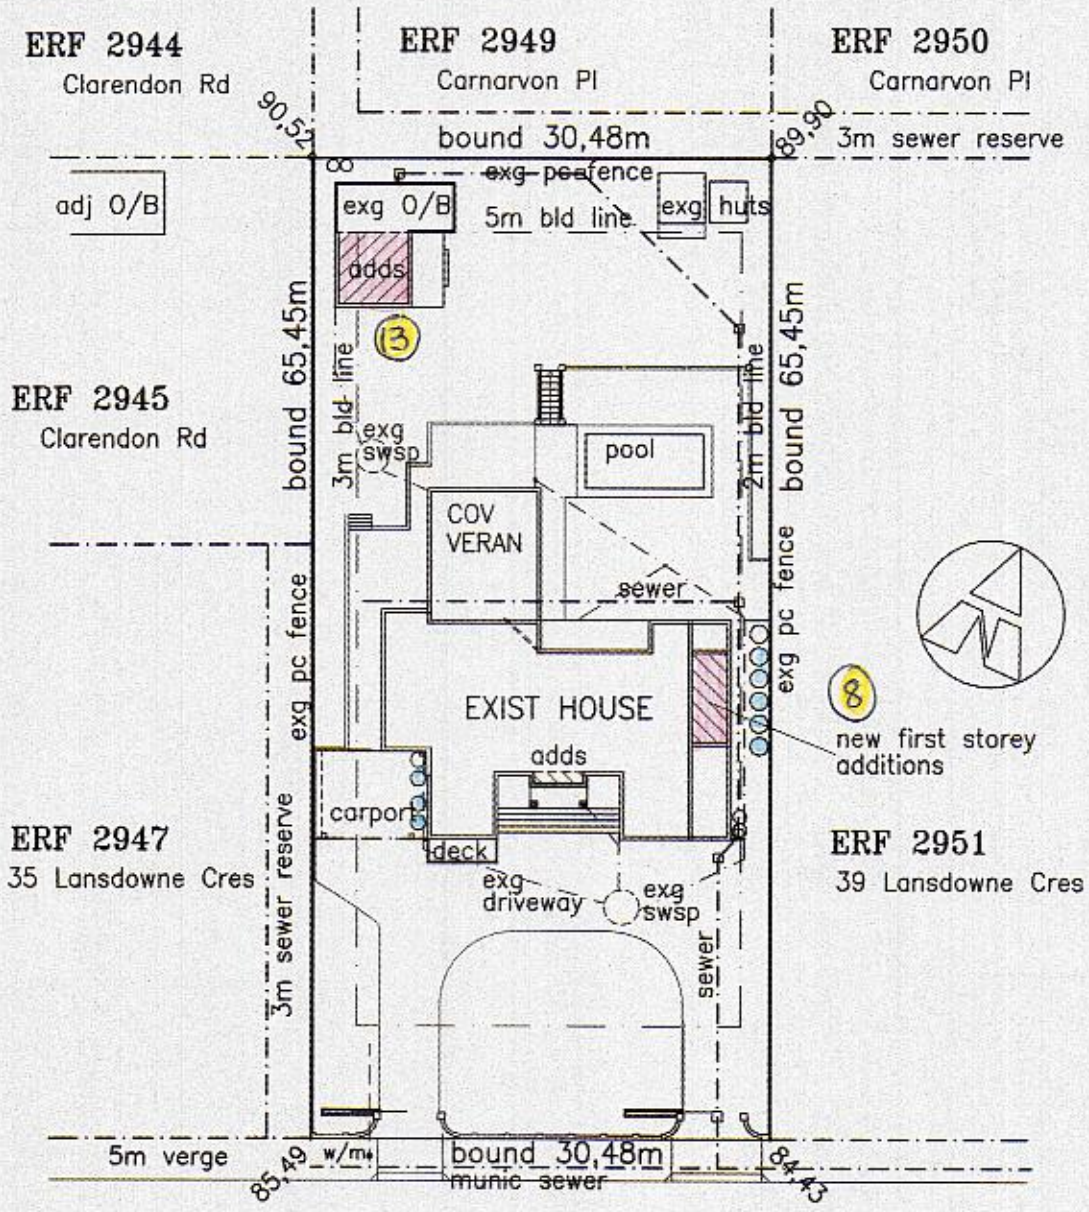 ERF 2944
Clarendon Rd
ERF 2949
Carnarvon Pl
ERF 2950
Carnarvon Pl
90,52
bound 30,48m
89,90
3m sewer reserve
exg pc fence
adj O/B
exg O/B
5m bld line
exg huts
adds
13
bound 65,45m
3m bld line
2m bld line
bound 65,45m
ERF 2945
Clarendon Rd
exg
swsp
pool
COV
VERAN
sewer
exg pc fence
exg pc fence
EXIST HOUSE
8
new first storey
additions
adds
carport
deck
ERF 2947
35 Lansdowne Cres
3m sewer reserve
exg
driveway
exg
swsp
sewer
ERF 2951
39 Lansdowne Cres
5m verge
85,49
w/m
bound 30,48m
84,43
munic sewer